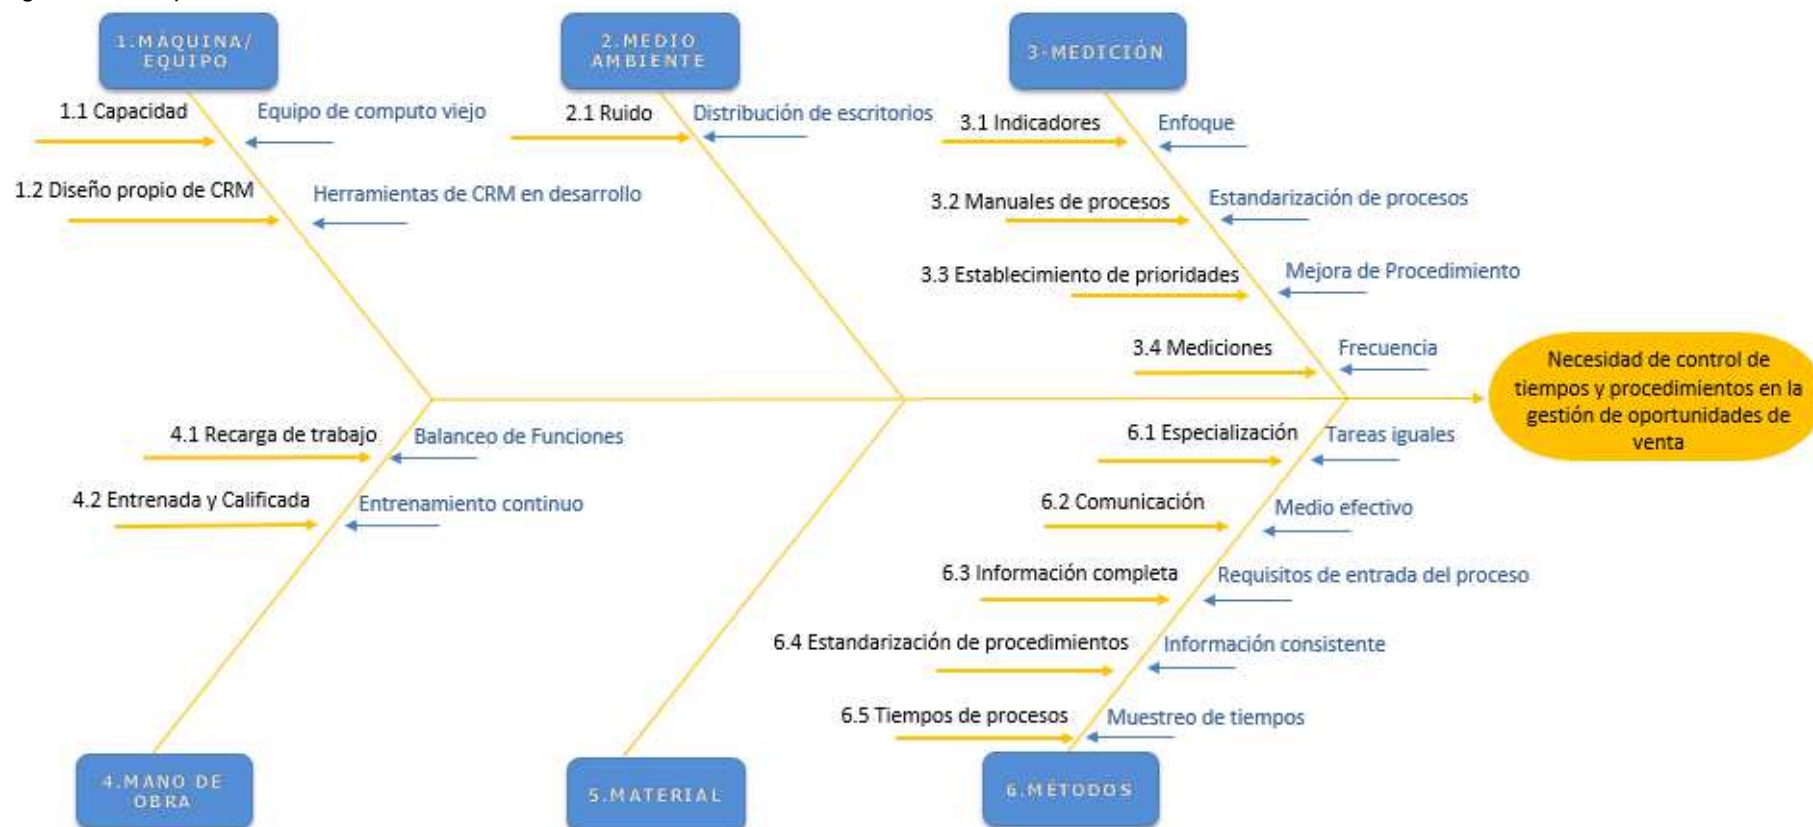 1.MÁQUINA/
EQUIPO
2.MEDIO
AMBIENTE
3-MEDICIÓN
1.1 Capacidad
Equipo de computo viejo
2.1 Ruido
Distribución de escritorios
3.1 Indicadores
Enfoque
1.2 Diseño propio de CRM
Herramientas de CRM en desarrollo
3.2 Manuales de procesos
Estandarización de procesos
3.3 Establecimiento de prioridades
Mejora de Procedimiento
3.4 Mediciones
Frecuencia
Necesidad de control de
tiempos y procedimientos en la
gestión de oportunidades de
venta
4.1 Recarga de trabajo
Balanceo de Funciones
6.1 Especialización
Tareas iguales
4.2 Entrenada y Calificada
Entrenamiento continuo
6.2 Comunicación
Medio efectivo
6.3 Información completa
Requisitos de entrada del proceso
6.4 Estandarización de procedimientos
Información consistente
6.5 Tiempos de procesos
Muestreo de tiempos
4.MANO DE
OBRA
5.MATERIAL
6.MÉTODOS